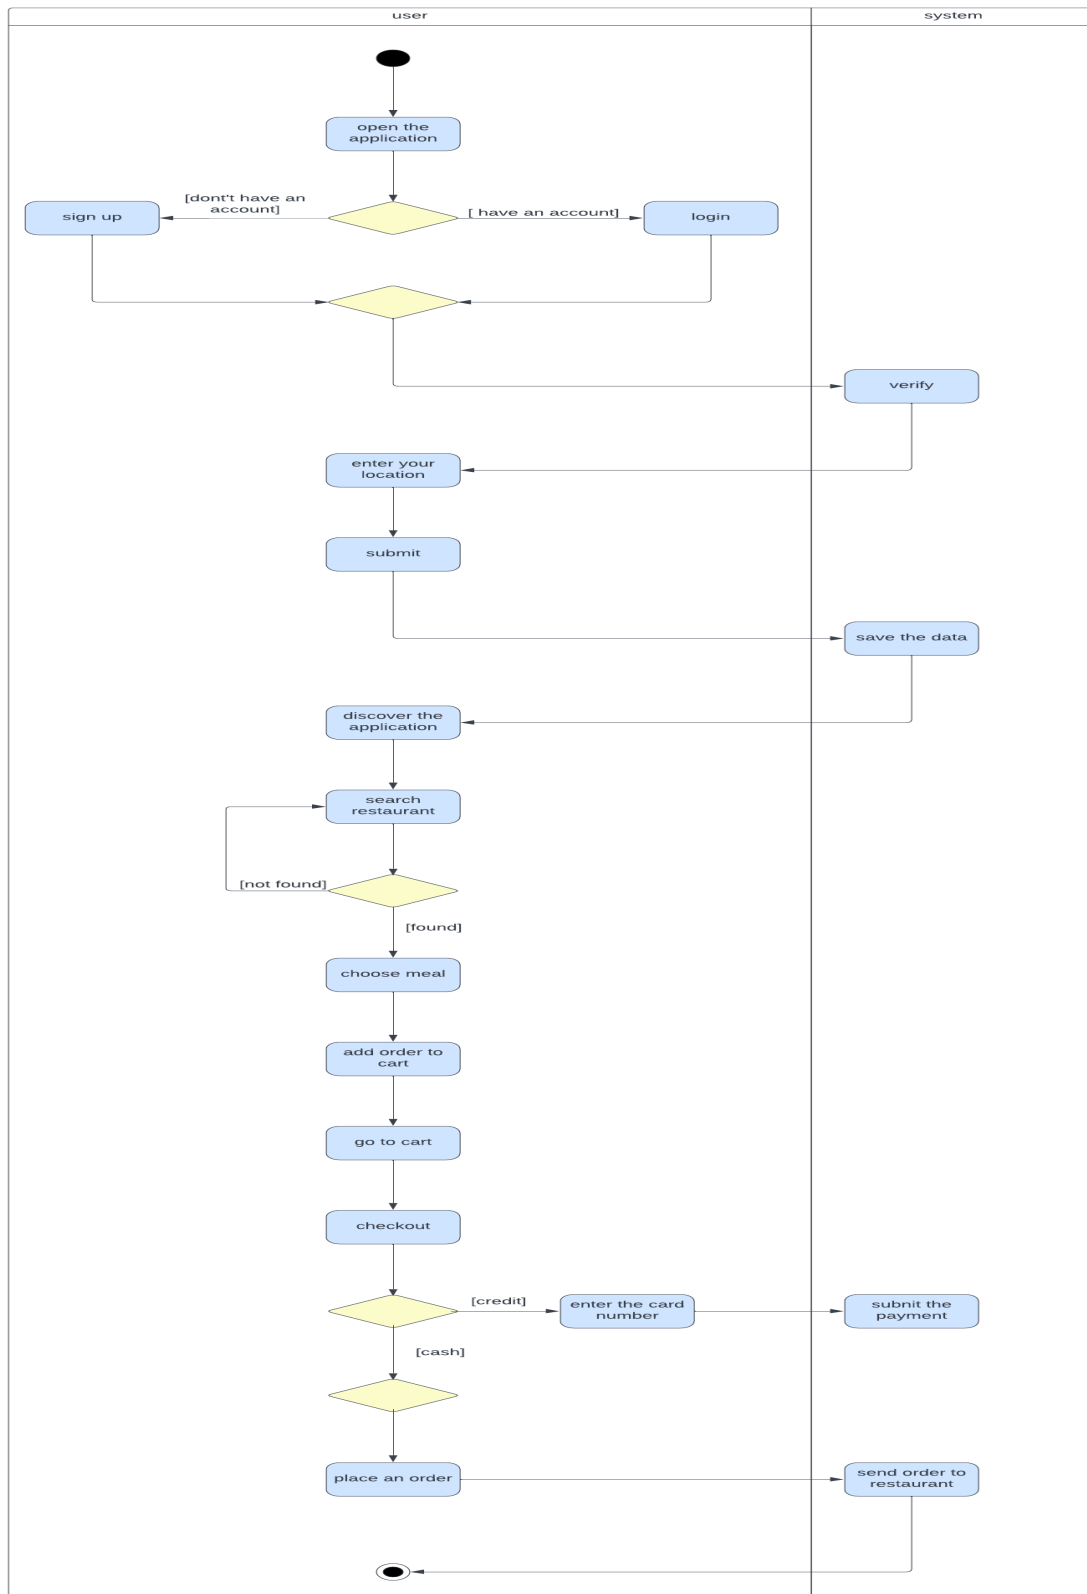 user
system
open the
application
[dont't have an
account]
[ have an account]
sign up
login
verify
enter your
location
submit
save the data
discover the
application
search
restaurant
[not found]
[found]
choose meal
add order to
cart
go to cart
checkout
[credit]
enter the card
number
subnit the
payment
[cash]
place an order
send order to
restaurant